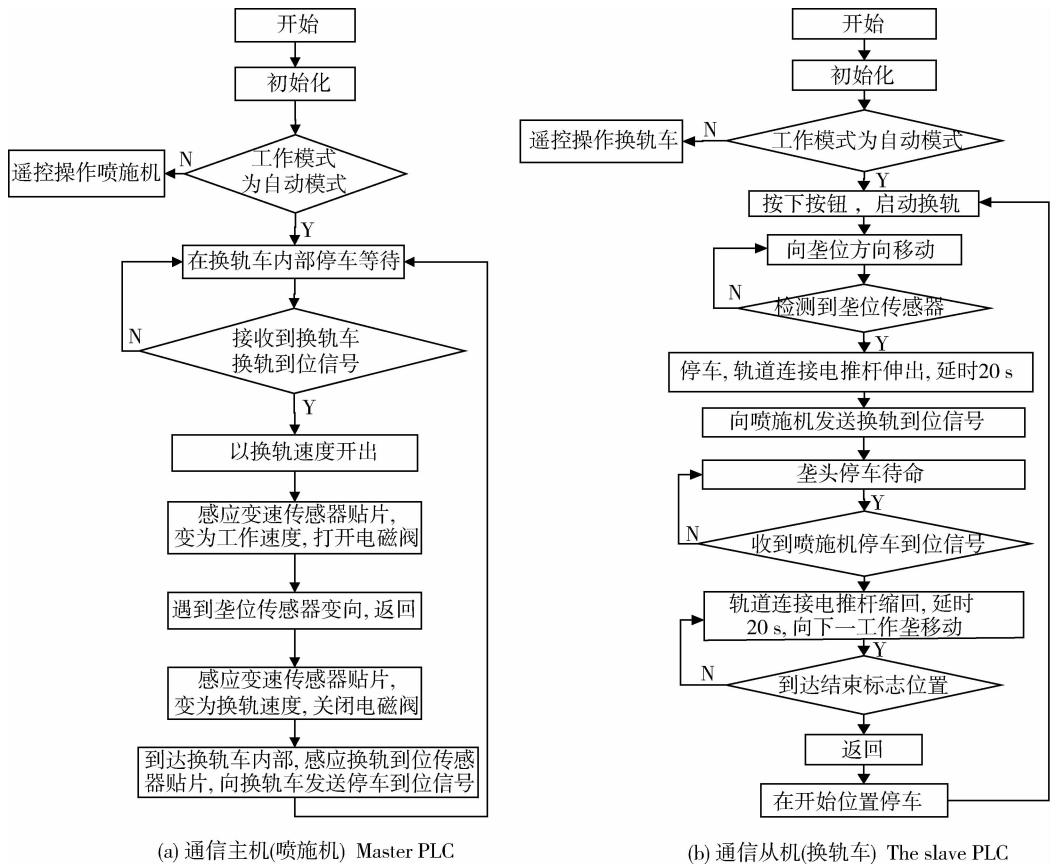 开始
初始化
工作模式
为自动模式
N
遥控操作喷施机
Y
在换轨车内部停车等待
接收到换轨车
换轨到位信号
N
Y
以换轨速度开出
感应变速传感器贴片,
变为工作速度, 打开电磁阀
遇到垄位传感器变向, 返回
感应变速传感器贴片,
变为换轨速度, 关闭电磁阀
到达换轨车内部, 感应换轨到位传感
器贴片, 向换轨车发送停车到位信号
(a) 通信主机(喷施机) Master PLC
开始
初始化
工作模式为自动模式
N
遥控操作换轨车
Y
按下按钮 , 启动换轨
向垄位方向移动
N
检测到垄位传感器
Y
停车, 轨道连接电推杆伸出, 延时20 s
向喷施机发送换轨到位信号
垄头停车待命
Y
N
收到喷施机停车到位信号
轨道连接电推杆缩回, 延时
20 s, 向下一工作垄移动
Y
N
到达结束标志位置
返回
在开始位置停车
(b) 通信从机(换轨车) The slave PLC